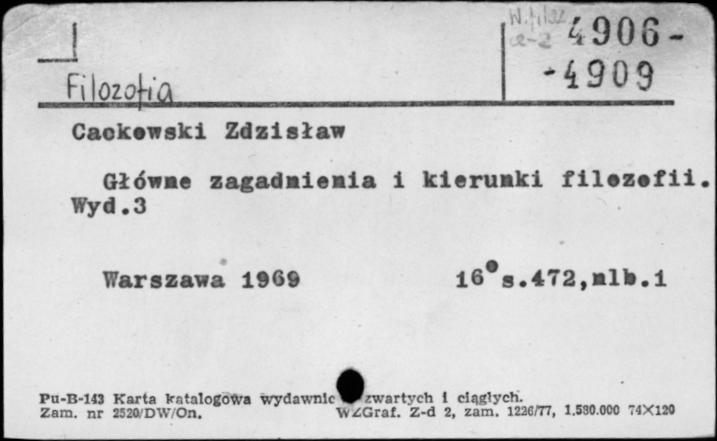 4906-
-4909
Filozofia
Cackowski Zdzisław
Główne zagadnienia i kierunki filozofii.
Wyd.3
Warszawa 1969 16° s.472,nlb.1
Pu-B-143 Karta katalogowa wydawnic zwartych i ciągłych.
Zam. nr 2520/DW/On. WZGraf. Z-d 2, zam. 1226/77, 1,580.000 74X120